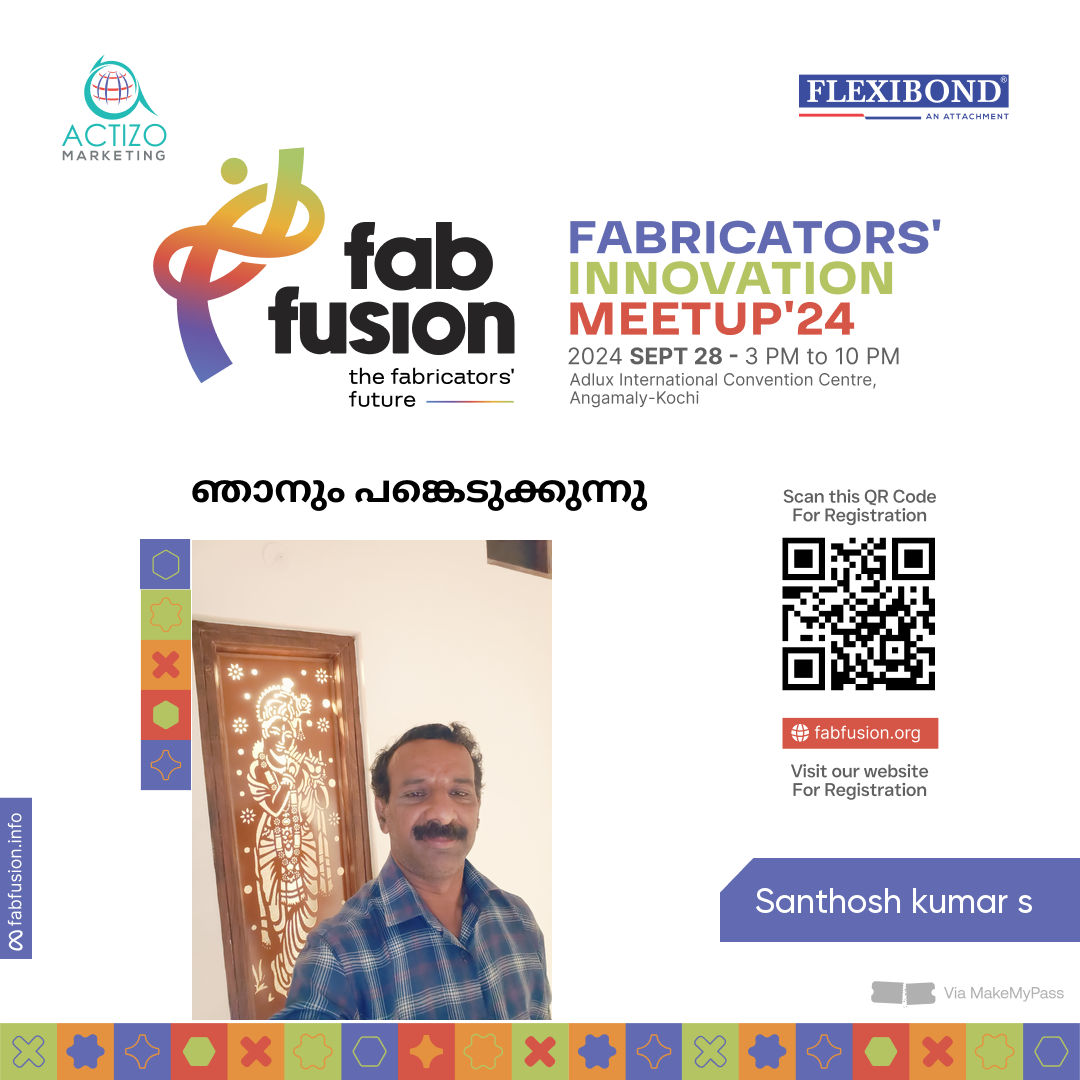 ACTIZO
MARKETING
FLEXIBOND®
AN ATTACHMENT
fab
fusion
the fabricators'
future
FABRICATORS'
INNOVATION
MEETUP'24
2024 SEPT 28 - 3 PM to 10 PM
Adlux International Convention Centre,
Angamaly-Kochi
ഞാനും പങ്കെടുക്കുന്നു
Scan this QR Code
For Registration
fabfusion.org
Visit our website
For Registration
fabfusion.info
Santhosh kumar s
Via MakeMyPass